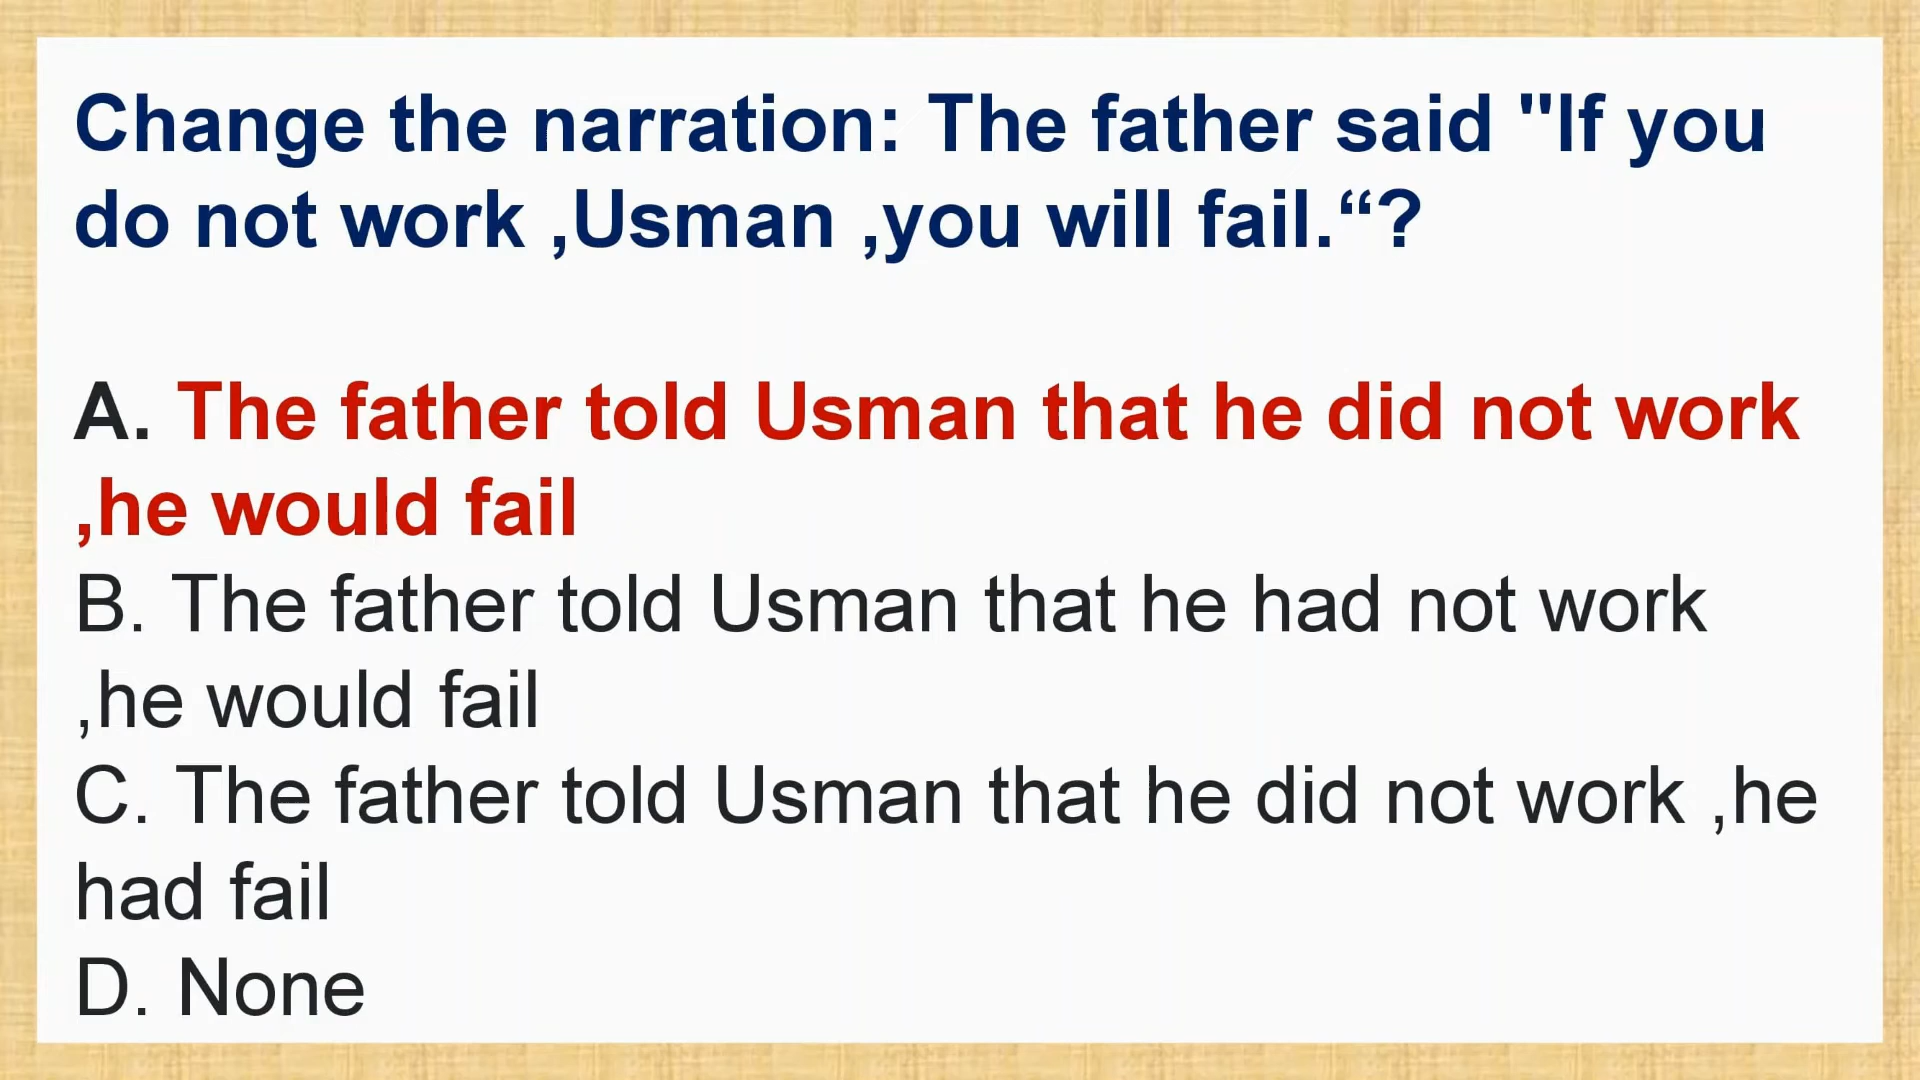 Change the narration: The father said "If you
do not work ,Usman ,you will fail.“?
A. The father told Usman that he did not work
,he would fail
B. The father told Usman that he had not work
,he would fail
C. The father told Usman that he did not work ,he
had fail
D. None